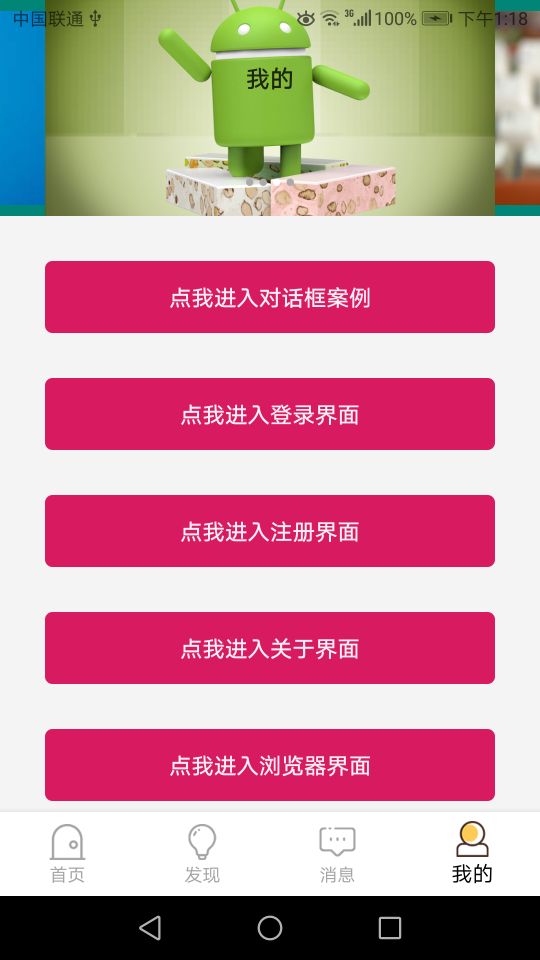 中国联通 3G 100% 下午1:18
我的
点我进入对话框案例
点我进入登录界面
点我进入注册界面
点我进入关于界面
点我进入浏览器界面
首页 发现 消息 我的